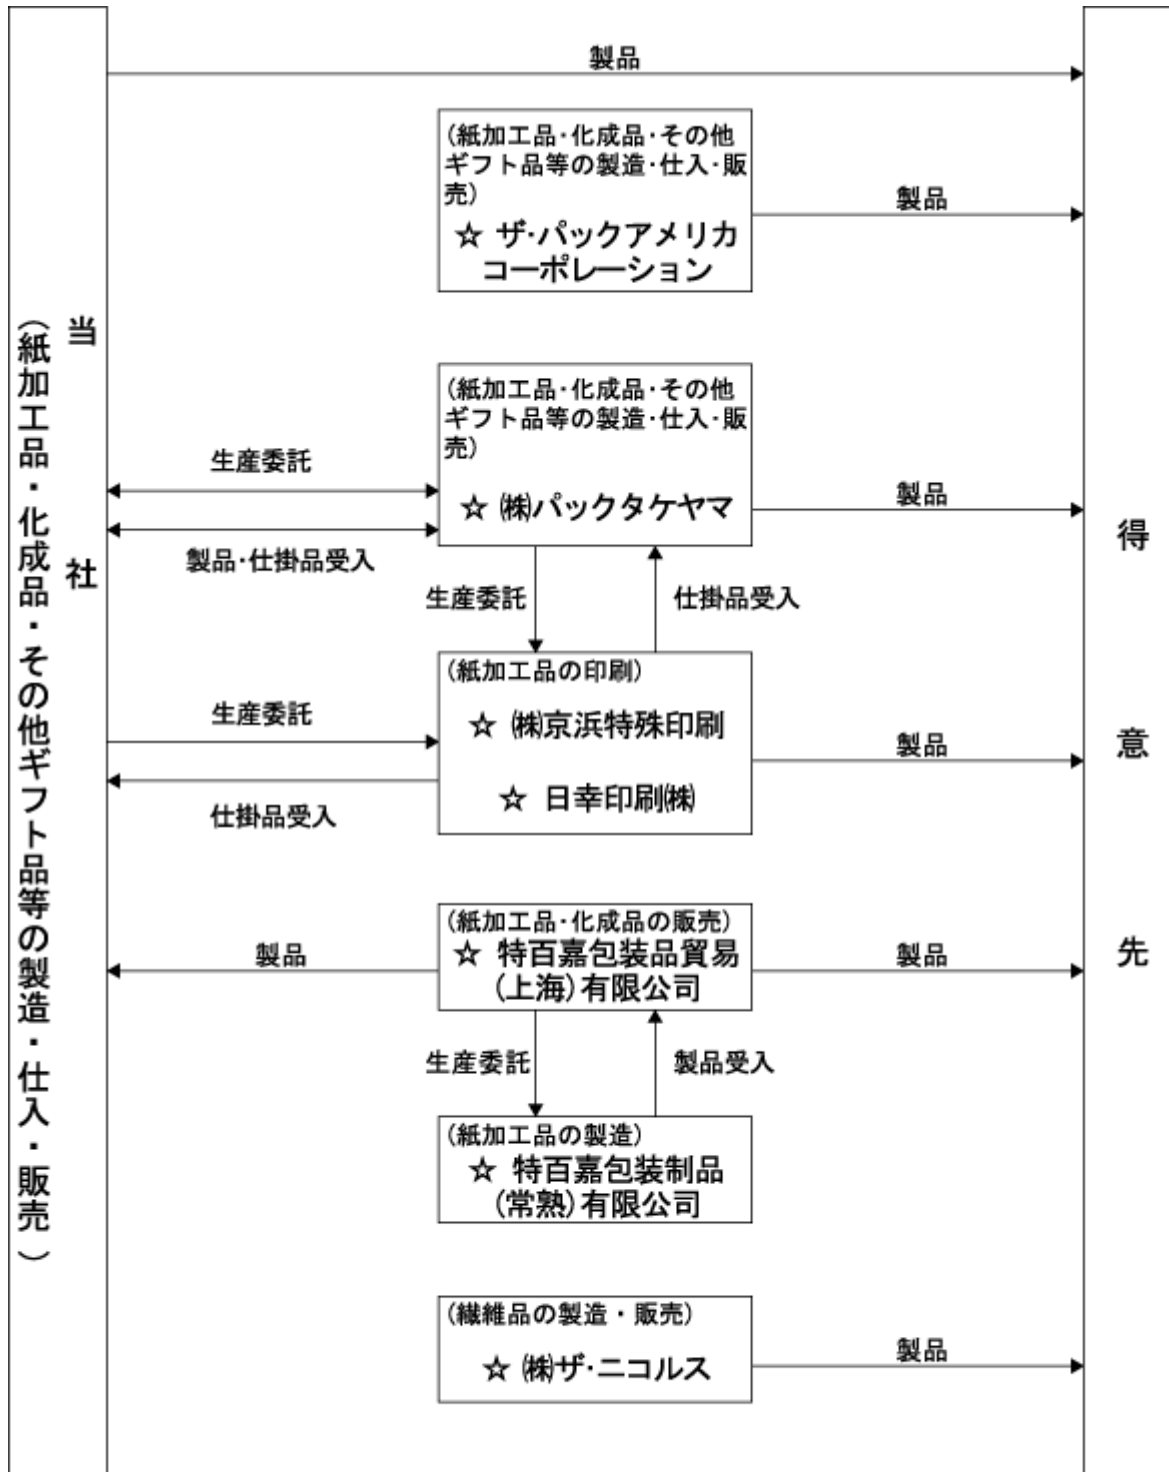 製品
(紙加工品・化成品・その他
ギフト品等の製造・仕入・販
売)
☆ ザ・パックアメリカ
コーポレーション
製品
当社
(紙加工品・化成品・その他ギフト品等の製造・仕入・販売)
(紙加工品・化成品・その他
ギフト品等の製造・仕入・販
売)
☆ ㈱パックタケヤマ
生産委託
製品・仕掛品受入
製品
得意先
生産委託
仕掛品受入
(紙加工品の印刷)
☆ ㈱京浜特殊印刷
☆ 日幸印刷㈱
生産委託
仕掛品受入
製品
(紙加工品・化成品の販売)
☆ 特百嘉包装品貿易
(上海)有限公司
製品
製品
生産委託
製品受入
(紙加工品の製造)
☆ 特百嘉包装制品
(常熟)有限公司
(繊維品の製造・販売)
☆ ㈱ザ・ニコルス
製品